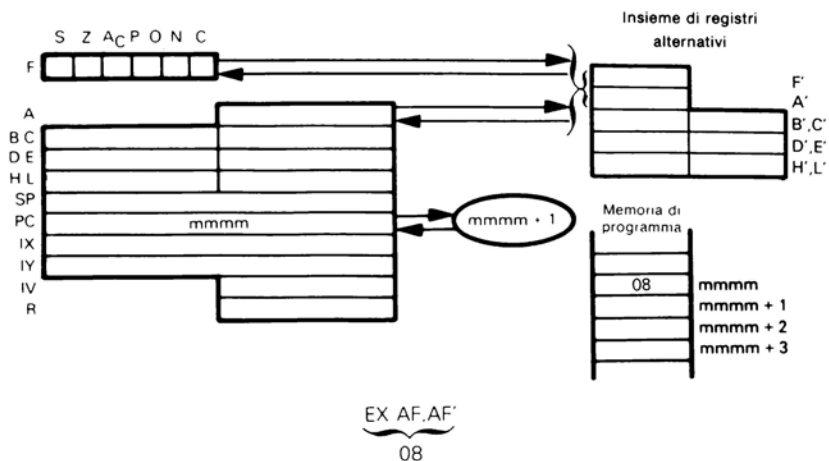 Insieme di registri
alternativi
S Z AC P O N C
F
F'
A'
B',C'
D',E'
H',L'
A
B C
D E
H L
SP
PC mmmm
mmmm + 1
IX
IY
IV
R
Memoria di
programma
08 mmmm
mmmm + 1
mmmm + 2
mmmm + 3
EX AF,AF'
08